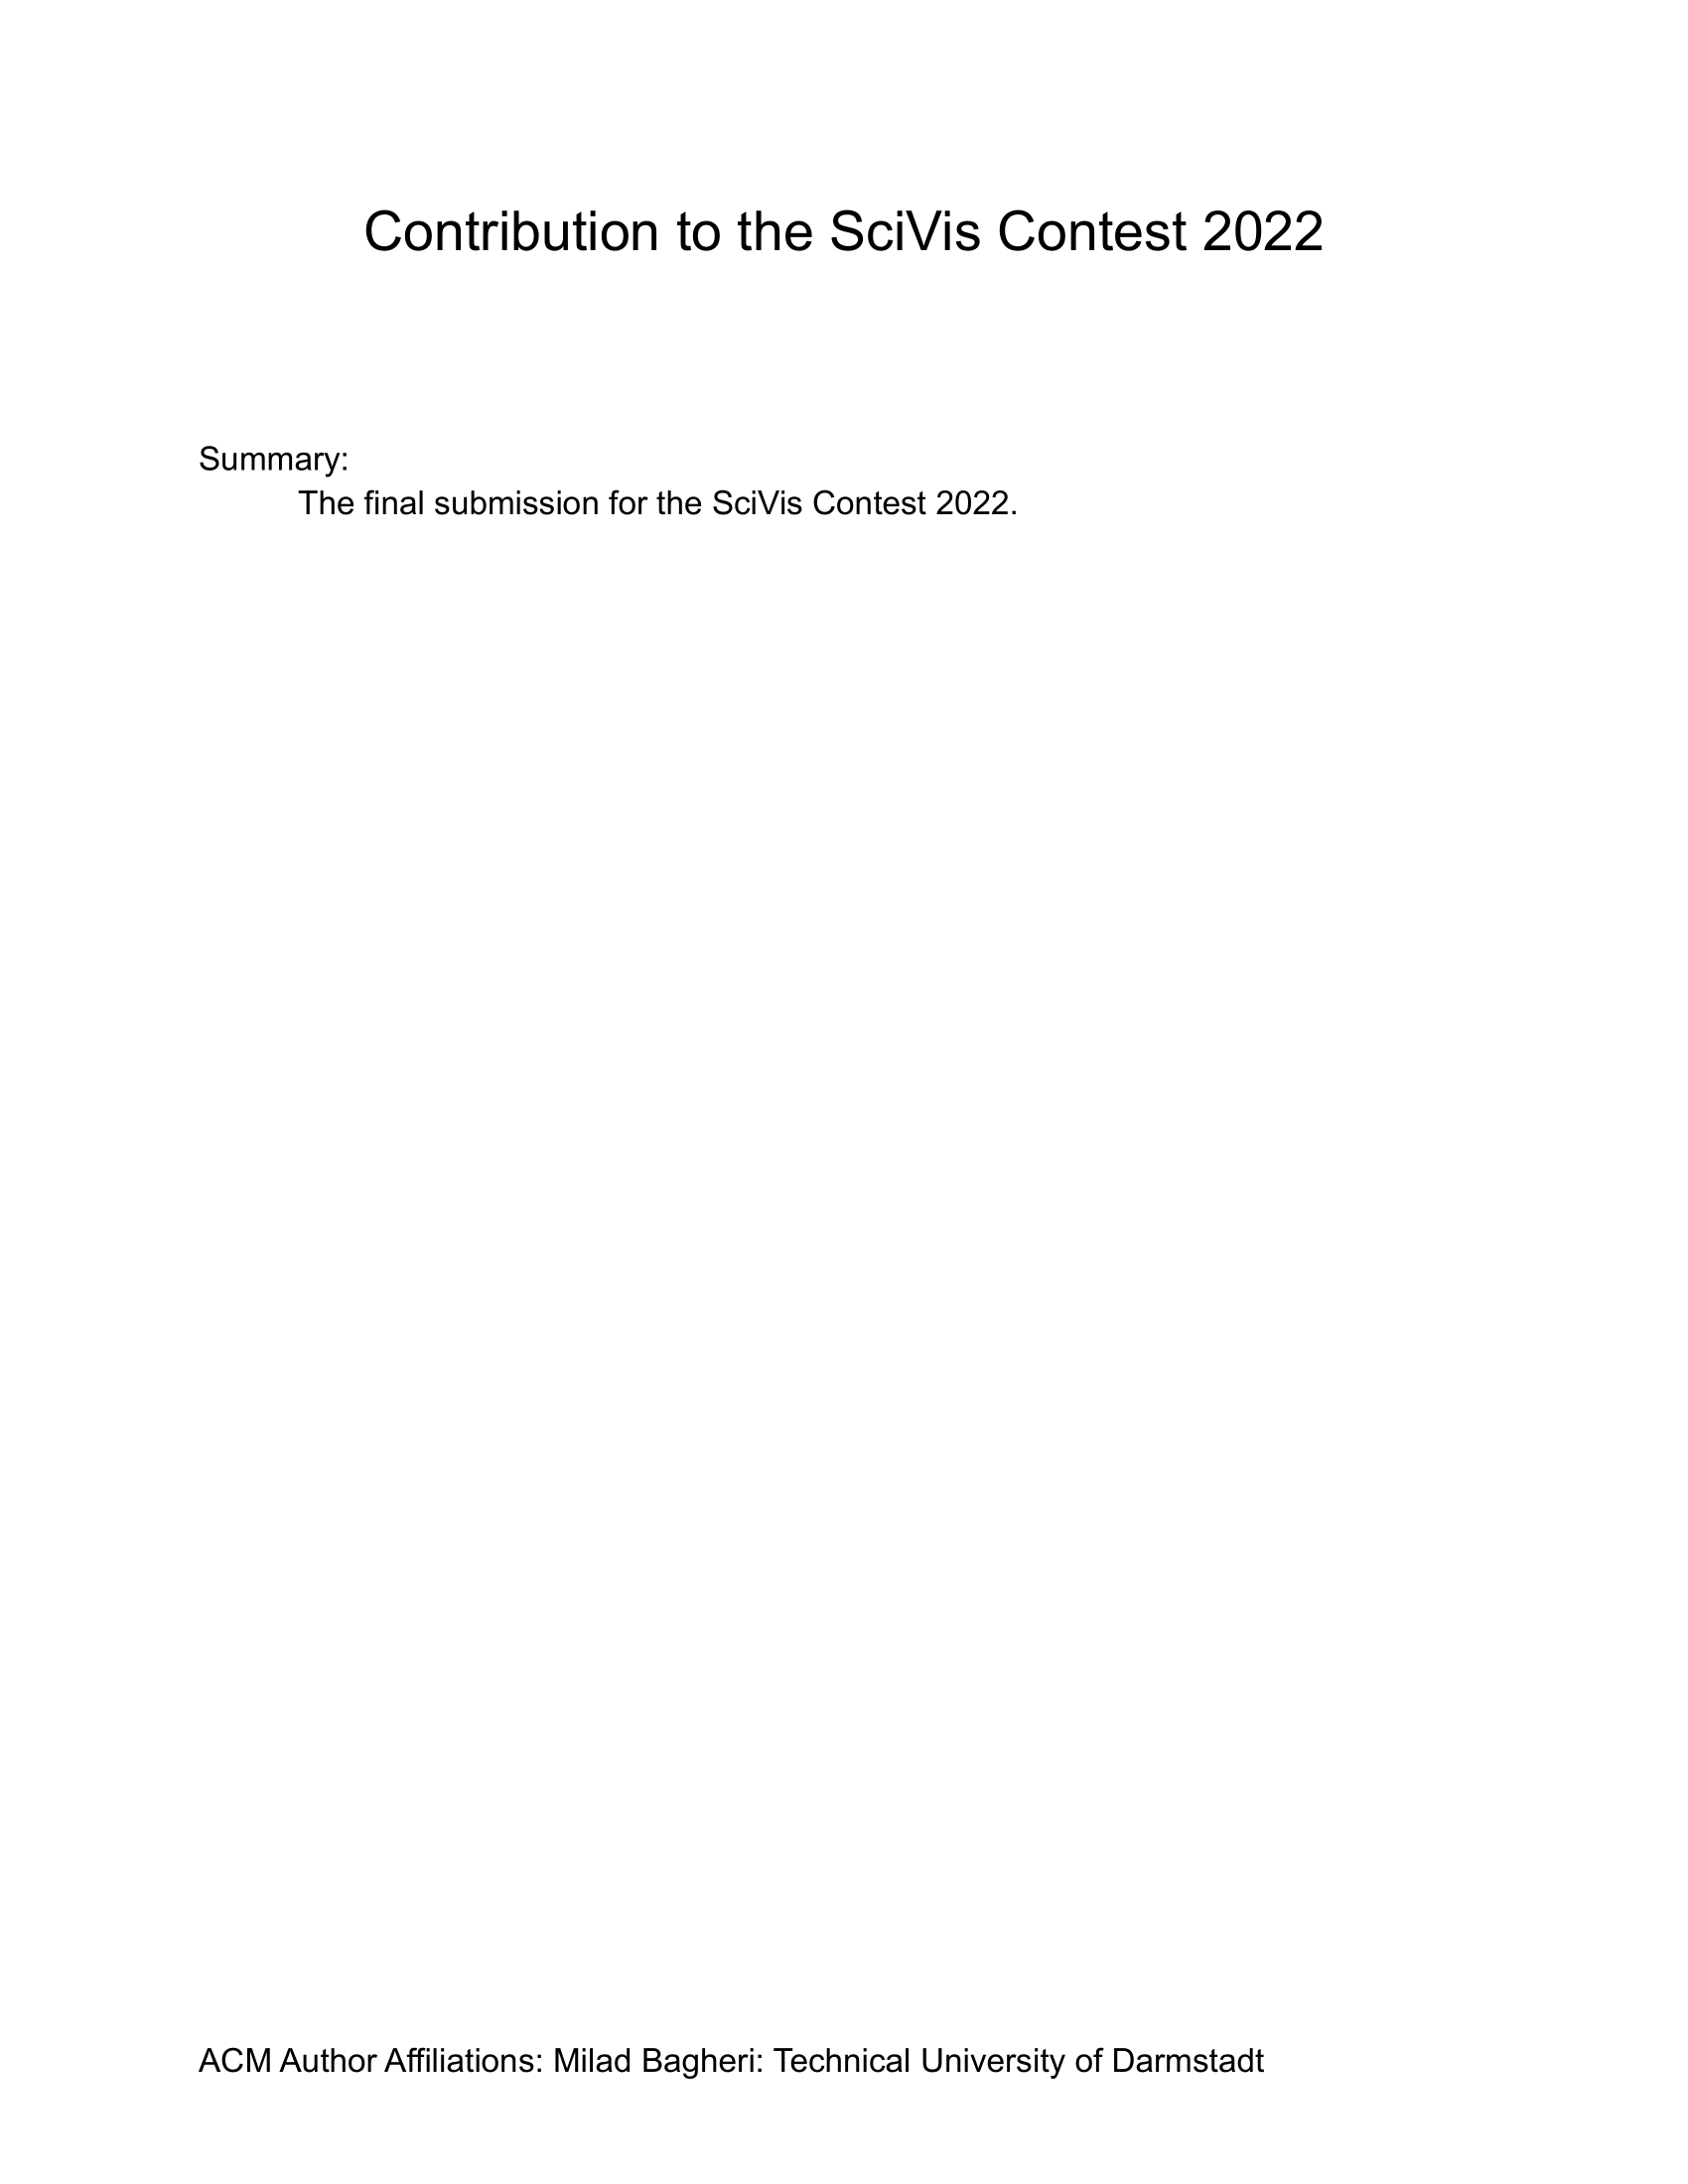 Contribution to the SciVis Contest 2022
Summary:
The final submission for the SciVis Contest 2022.
ACM Author Affiliations: Milad Bagheri: Technical University of Darmstadt